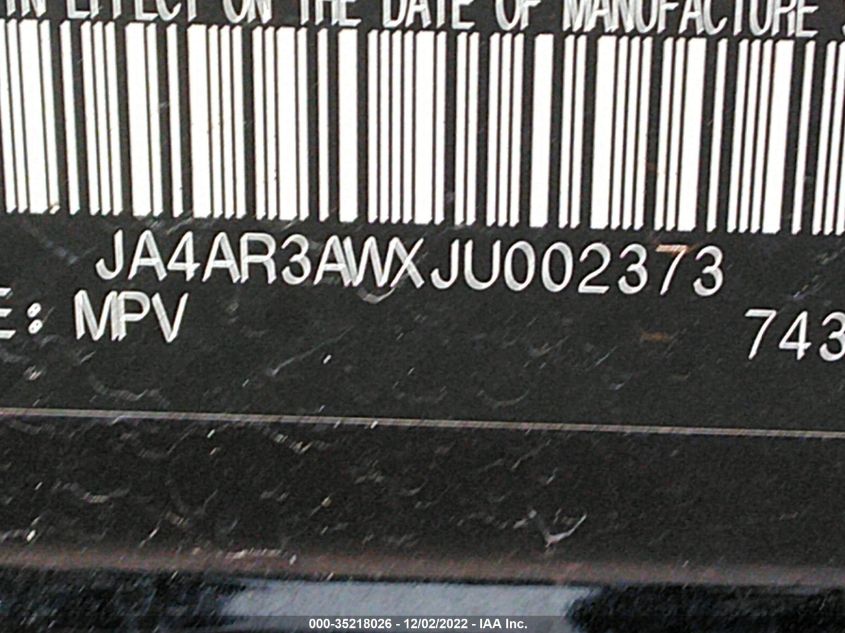 IN EFFECT ON THE DATE OF MANUFACTURE
JA4AR3AWXJU002373
E: MPV 743
000-35218026 - 12/02/2022 - IAA Inc.